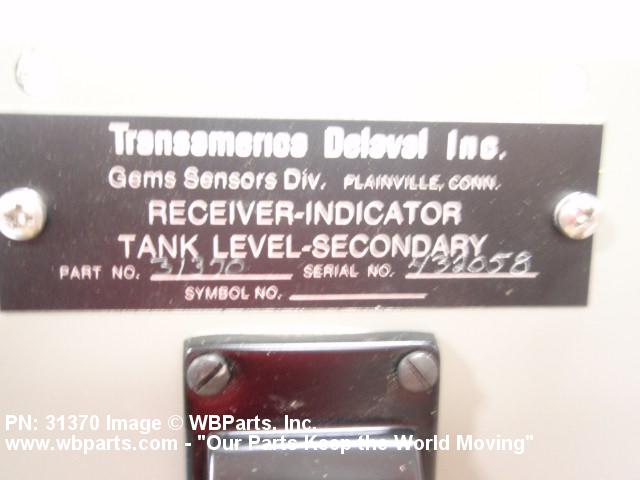 Transamerica Delaval Inc.
Gems Sensors Div. PLAINVILLE, CONN.
RECEIVER-INDICATOR
TANK LEVEL-SECONDARY
PART NO. 31370 SERIAL NO. 432058
SYMBOL NO.
PN: 31370 Image © WBParts, Inc.
www.wbparts.com - "Our Parts Keep the World Moving"